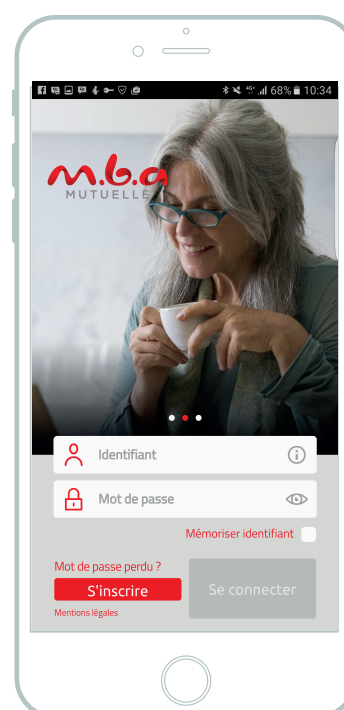 68% 10:34
m.b.a
MUTUELLE
Identifiant
Mot de passe
Mémoriser identifiant
Mot de passe perdu ?
S'inscrire
Se connecter
Mentions légales